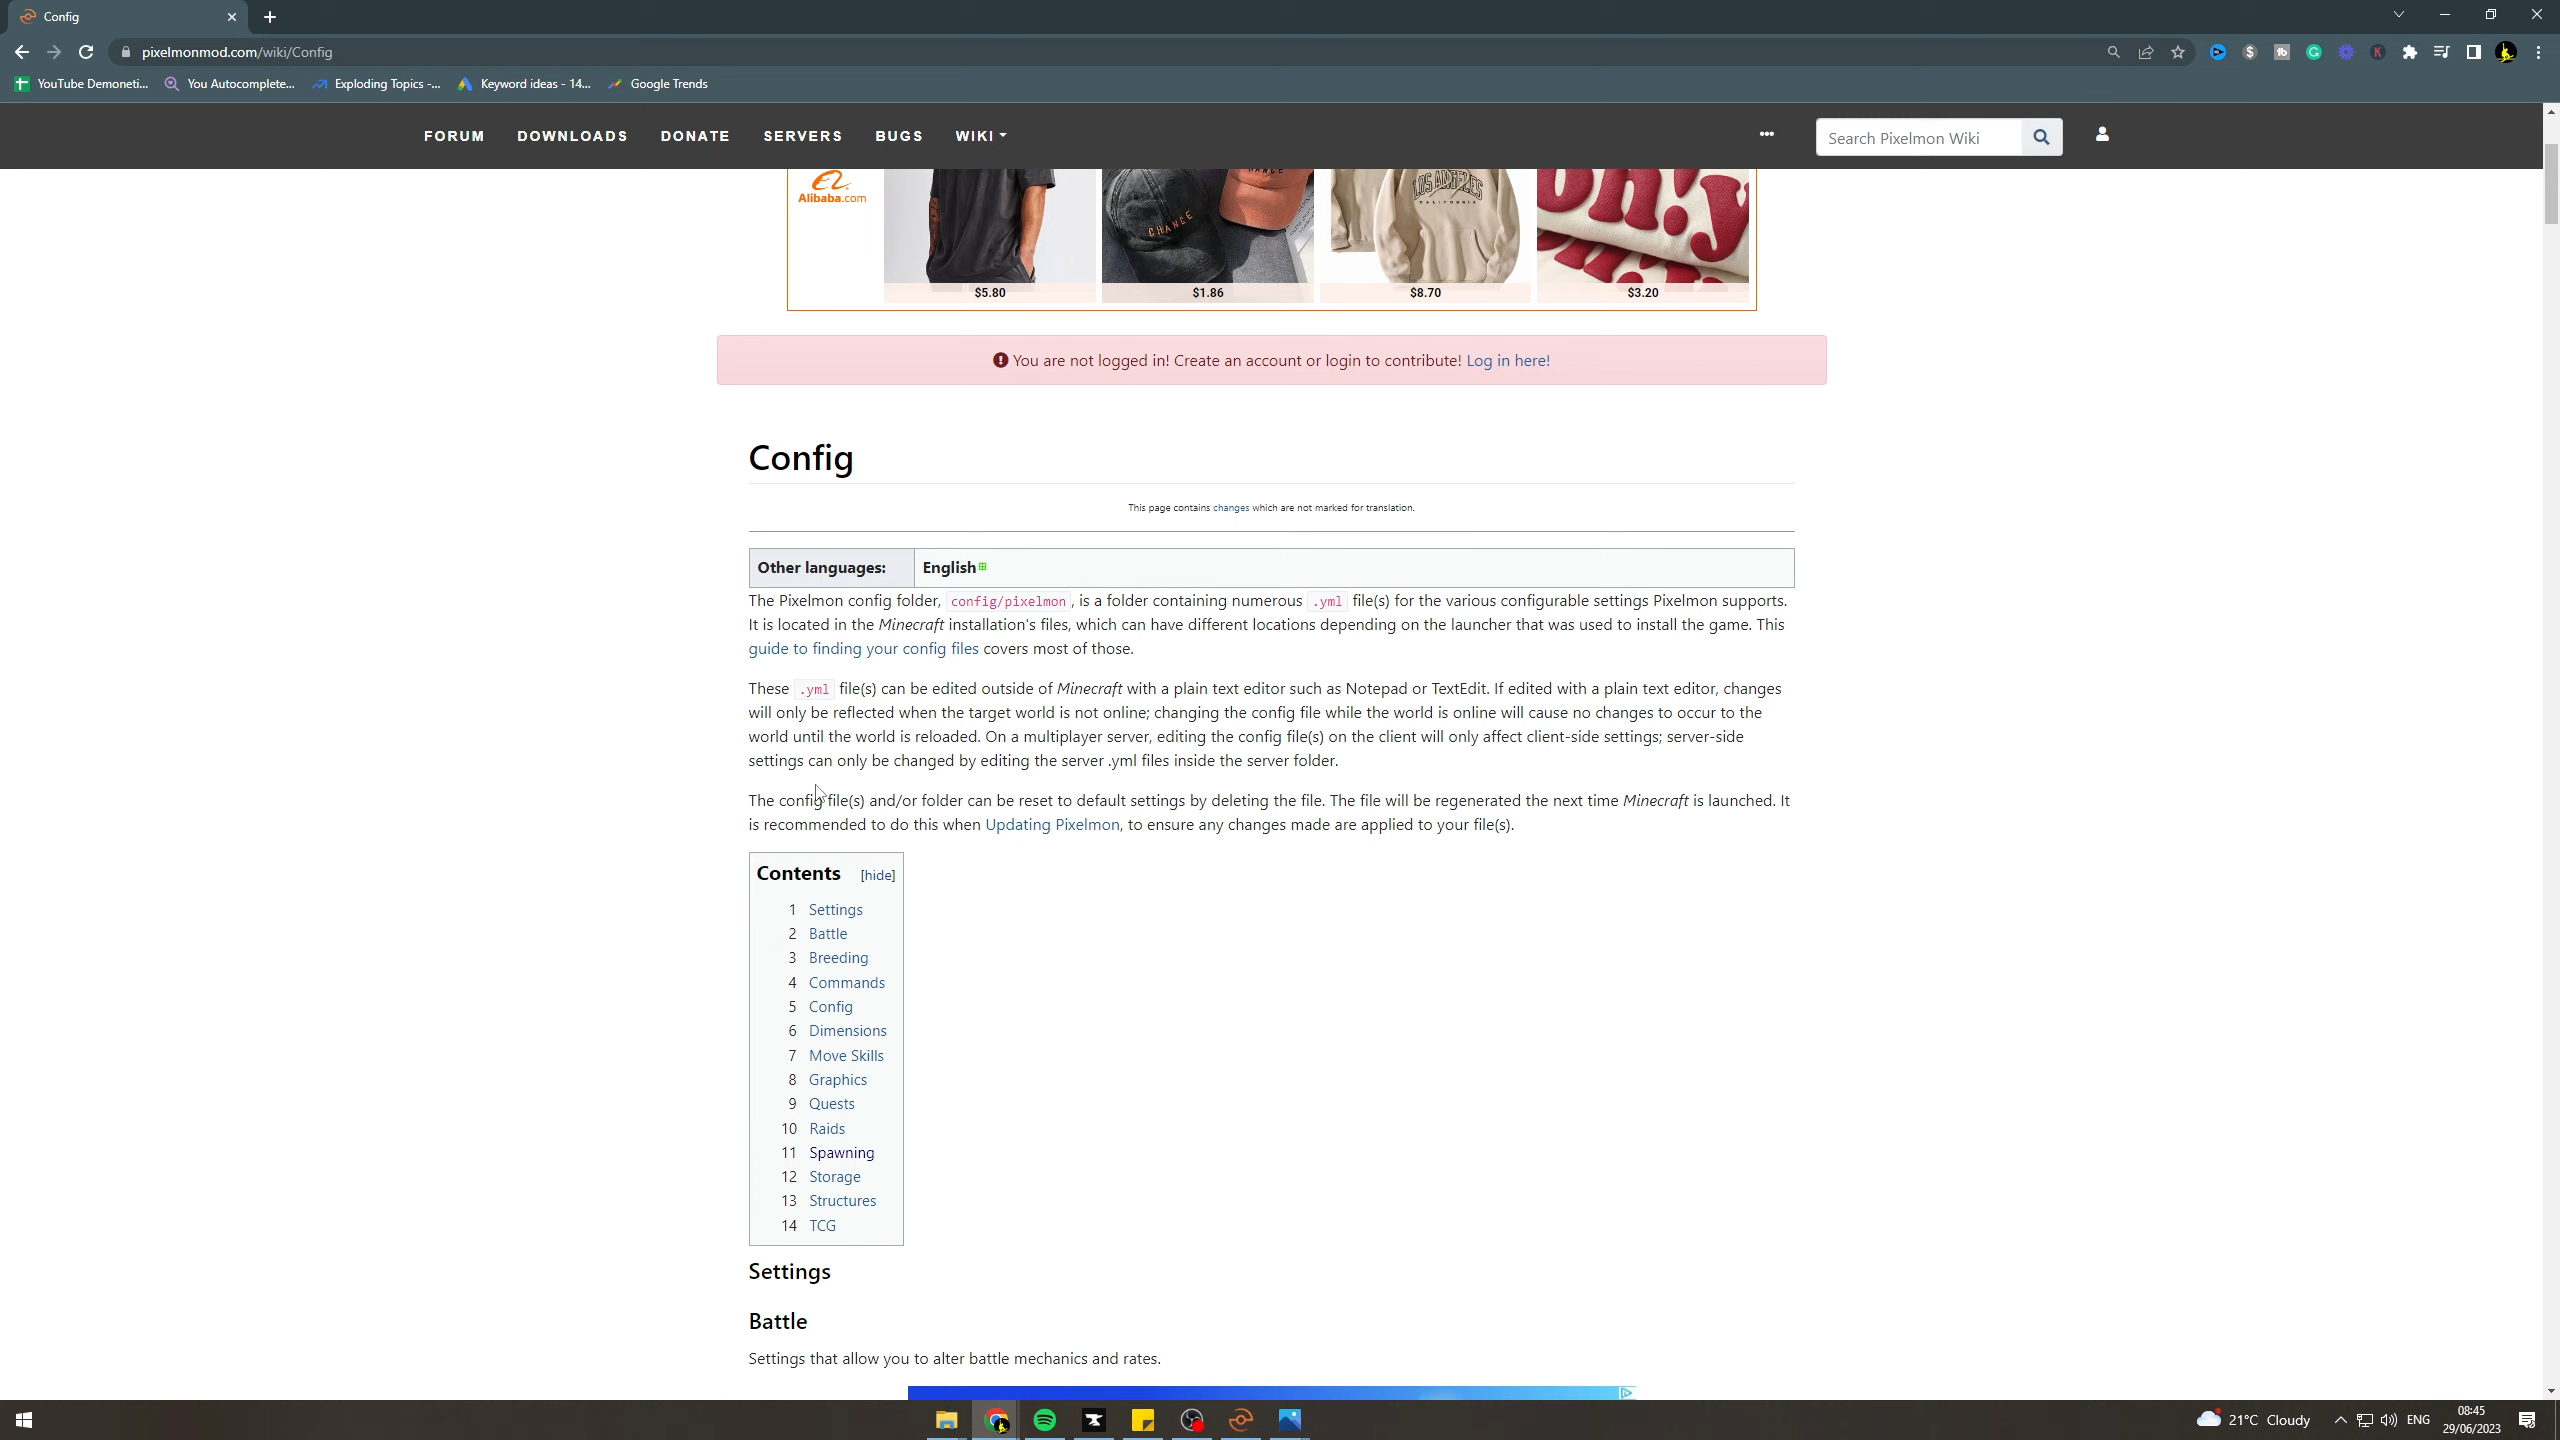 Config
pixelmonmod.com/wiki/Config
YouTube Demoneti... You Autocomplete... Exploding Topics -... Keyword ideas - 14... Google Trends
FORUM DOWNLOADS DONATE SERVERS BUGS WIKI
Search Pixelmon Wiki
Alibaba.com
CHANCE
LOS ANGELES
CALIFORNIA
oh!y
$5.80 $1.86 $8.70 $3.20
You are not logged in! Create an account or login to contribute! Log in here!
Config
This page contains changes which are not marked for translation.
Other languages: English
The Pixelmon config folder, config/pixelmon, is a folder containing numerous .yml file(s) for the various configurable settings Pixelmon supports.
It is located in the Minecraft installation's files, which can have different locations depending on the launcher that was used to install the game. This
guide to finding your config files covers most of those.
These .yml file(s) can be edited outside of Minecraft with a plain text editor such as Notepad or TextEdit. If edited with a plain text editor, changes
will only be reflected when the target world is not online; changing the config file while the world is online will cause no changes to occur to the
world until the world is reloaded. On a multiplayer server, editing the config file(s) on the client will only affect client-side settings; server-side
settings can only be changed by editing the server .yml files inside the server folder.
The config file(s) and/or folder can be reset to default settings by deleting the file. The file will be regenerated the next time Minecraft is launched. It
is recommended to do this when Updating Pixelmon, to ensure any changes made are applied to your file(s).
Contents [hide]
1 Settings
2 Battle
3 Breeding
4 Commands
5 Config
6 Dimensions
7 Move Skills
8 Graphics
9 Quests
10 Raids
11 Spawning
12 Storage
13 Structures
14 TCG
Settings
Battle
Settings that allow you to alter battle mechanics and rates.
21°C Cloudy ENG 08:45
29/06/2023